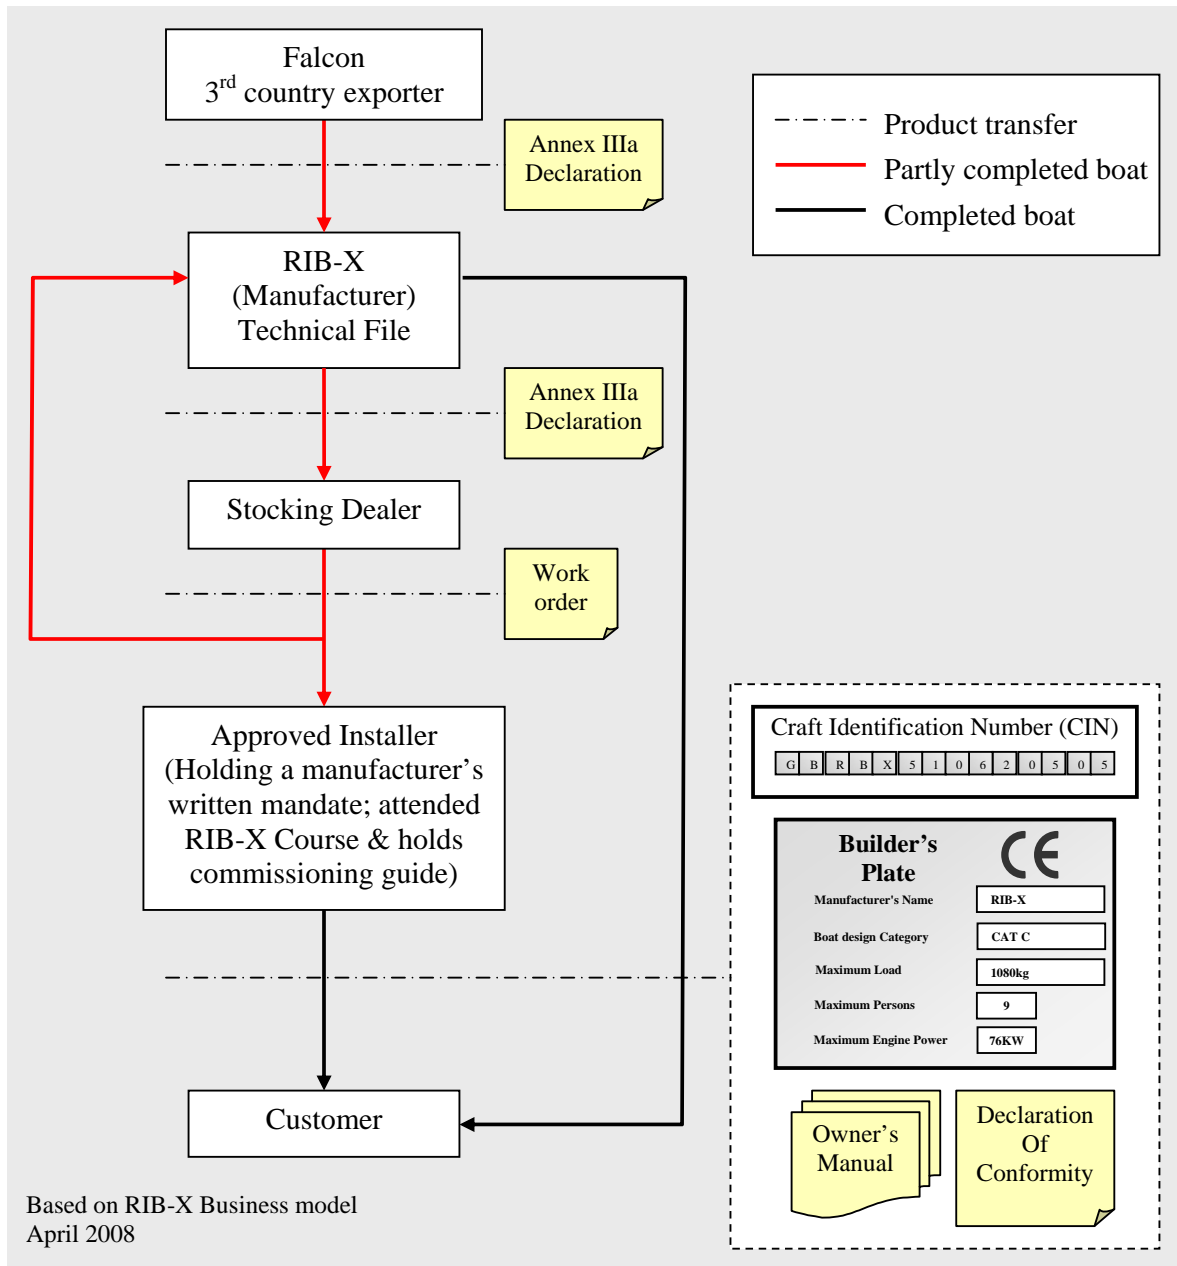 Falcon
3rd country exporter
Product transfer
Partly completed boat
Completed boat
Annex IIIa
Declaration
RIB-X
(Manufacturer)
Technical File
Annex IIIa
Declaration
Stocking Dealer
Work
order
Approved Installer
(Holding a manufacturer’s
written mandate; attended
RIB-X Course & holds
commissioning guide)
Craft Identification Number (CIN)
G B R B X 5 1 0 6 2 0 5 0 5
Builder's
Plate
CE
Manufacturer's Name RIB-X
Boat design Category CAT C
Maximum Load 1080kg
Maximum Persons 9
Maximum Engine Power 76KW
Customer
Owner’s
Manual
Declaration
Of
Conformity
Based on RIB-X Business model
April 2008